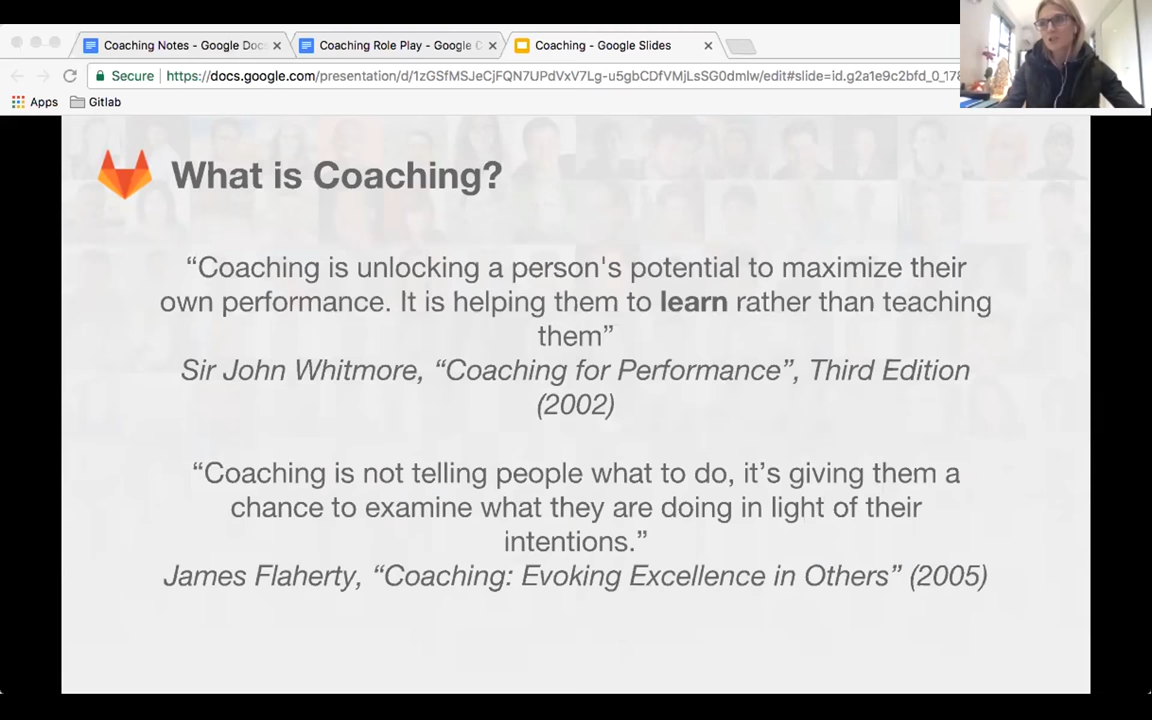 Coaching Notes - Google Docs
Coaching Role Play - Google D
Coaching - Google Slides
Secure
https://docs.google.com/presentation/d/1zGSfMSJeCjFQN7UPdVxV7Lg-u5gbCDfVMjLsSG0dmlw/edit#slide=id.g2a1e9c2bfd_0_178
Apps
Gitlab
What is Coaching?
“Coaching is unlocking a person's potential to maximize their
own performance. It is helping them to learn rather than teaching
them”
Sir John Whitmore, “Coaching for Performance”, Third Edition
(2002)
“Coaching is not telling people what to do, it’s giving them a
chance to examine what they are doing in light of their
intentions.”
James Flaherty, “Coaching: Evoking Excellence in Others” (2005)